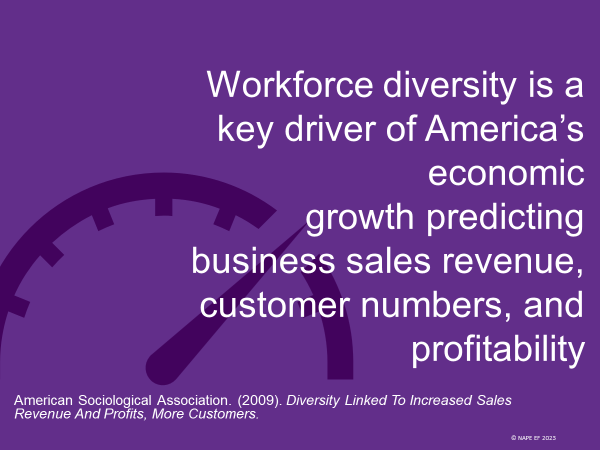 Workforce diversity is a
key driver of America’s
economic
growth predicting
business sales revenue,
customer numbers, and
profitability
American Sociological Association. (2009). Diversity Linked To Increased Sales
Revenue And Profits, More Customers.
© NAPE EF 2023